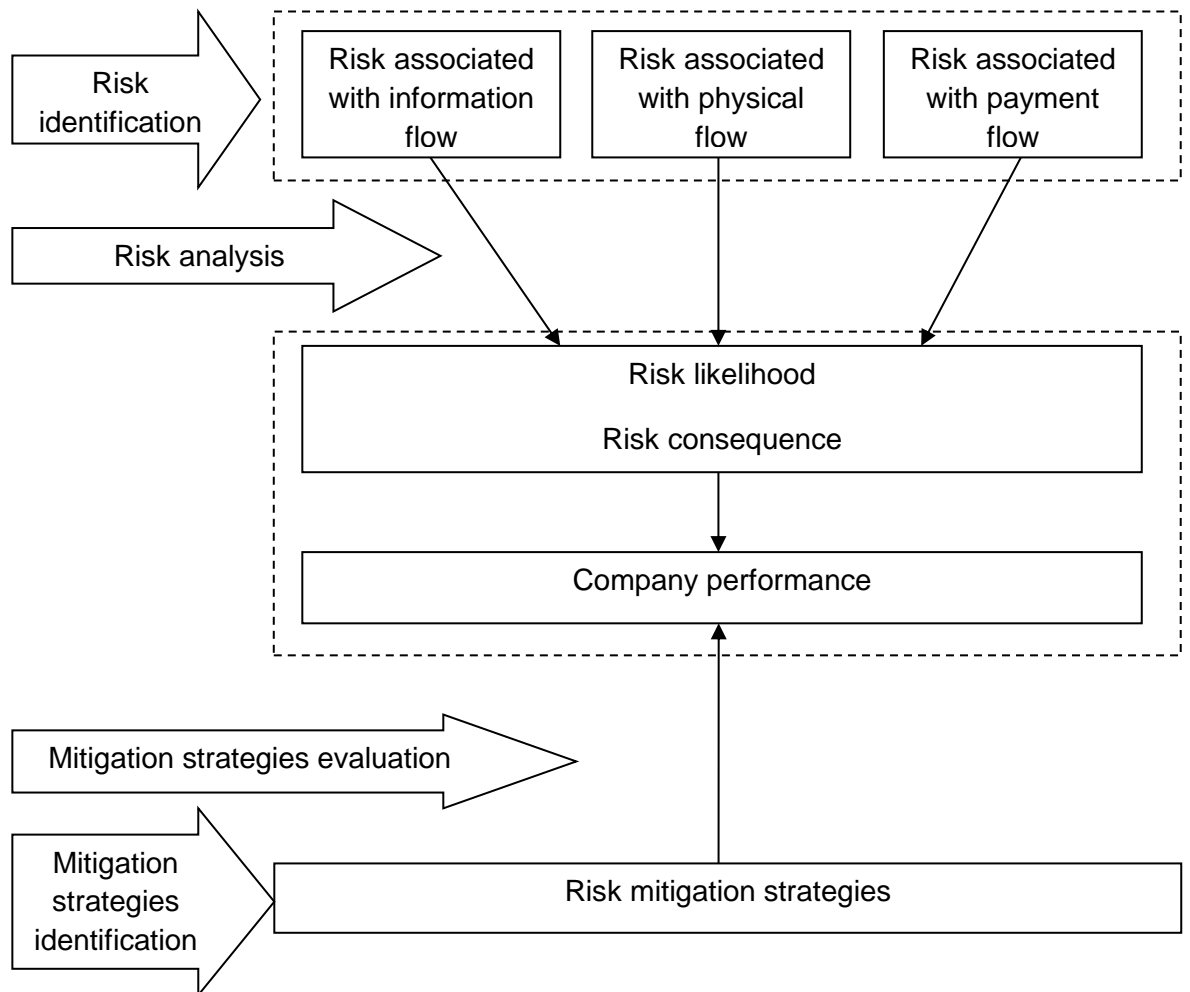 Risk
identification
Risk associated
with information
flow
Risk associated
with physical
flow
Risk associated
with payment
flow
Risk analysis
Risk likelihood
Risk consequence
Company performance
Mitigation strategies evaluation
Mitigation
strategies
identification
Risk mitigation strategies